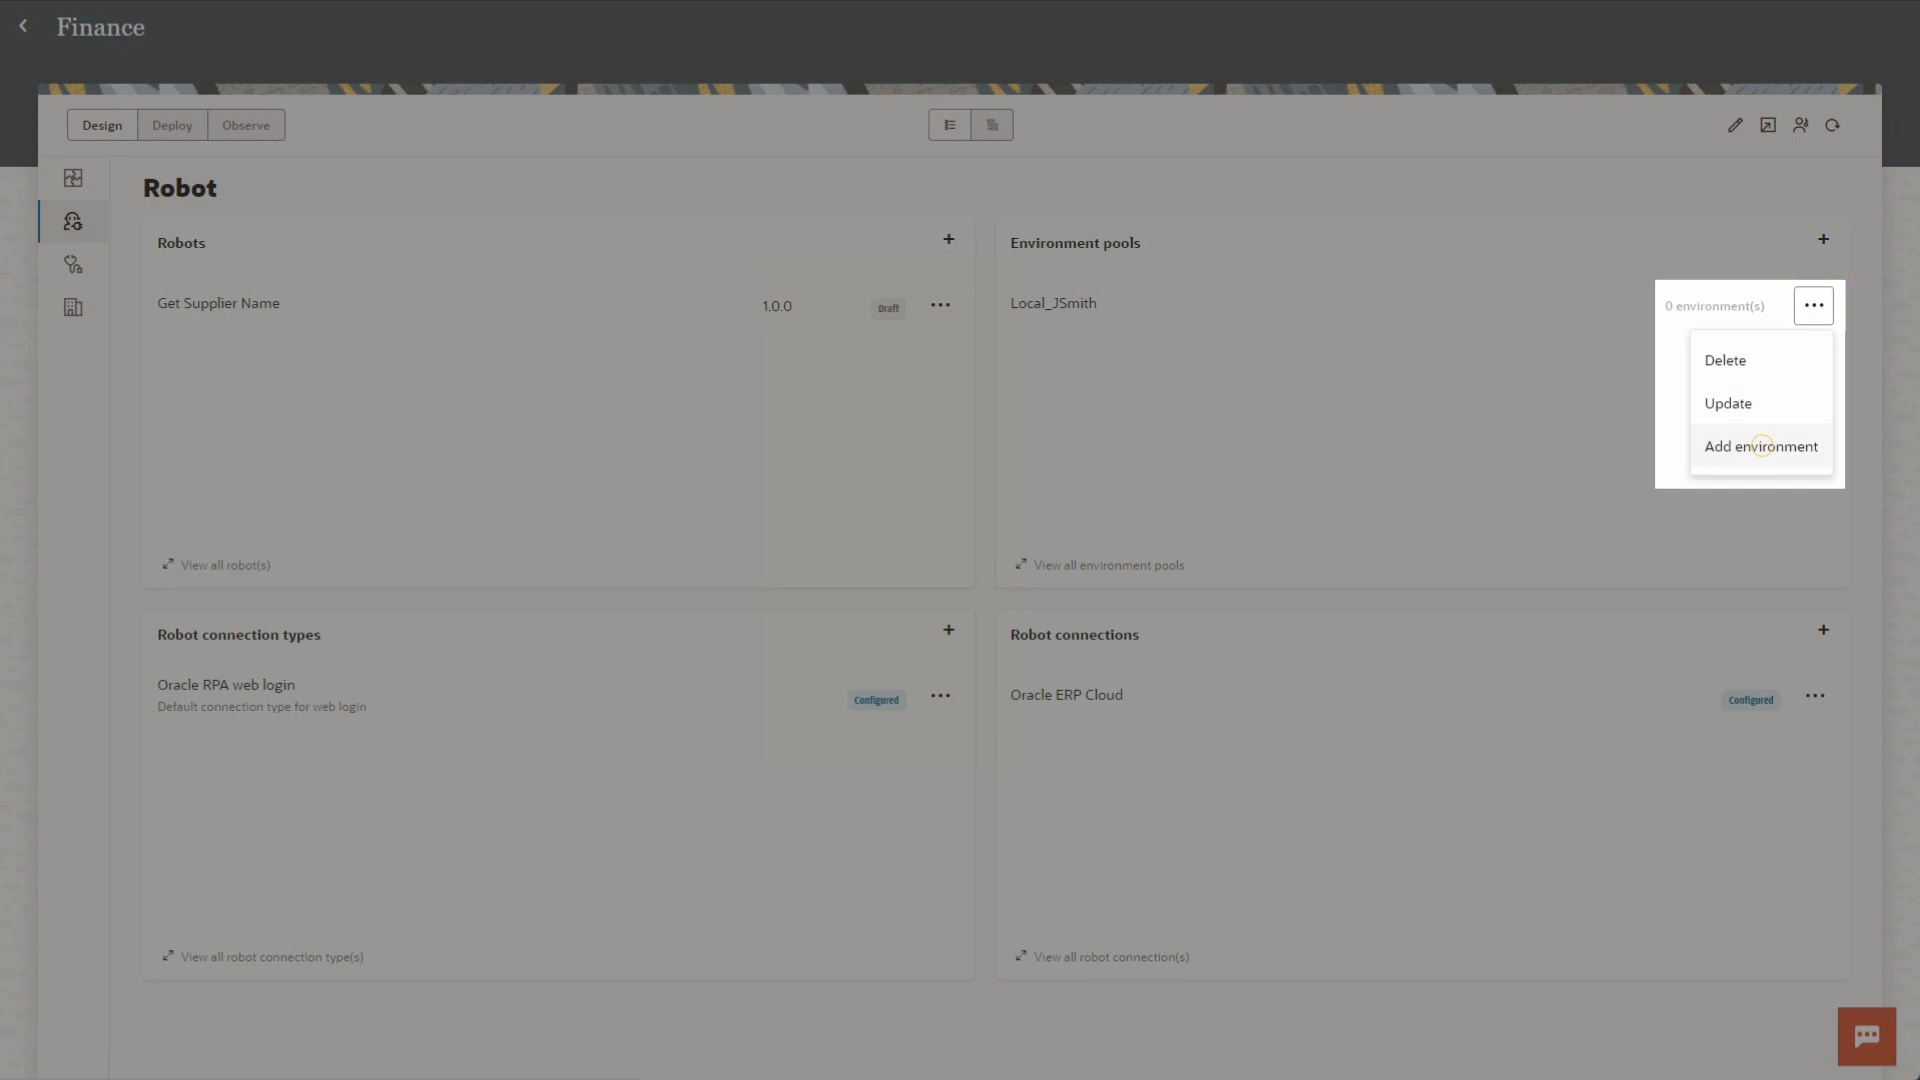 Finance
Design
Deploy
Observe
Robot
Robots
Get Supplier Name
1.0.0
Draft
View all robot(s)
Environment pools
Local_JSmith
0 environment(s)
Delete
Update
Add environment
View all environment pools
Robot connection types
Oracle RPA web login
Default connection type for web login
Configured
View all robot connection type(s)
Robot connections
Oracle ERP Cloud
Configured
View all robot connection(s)